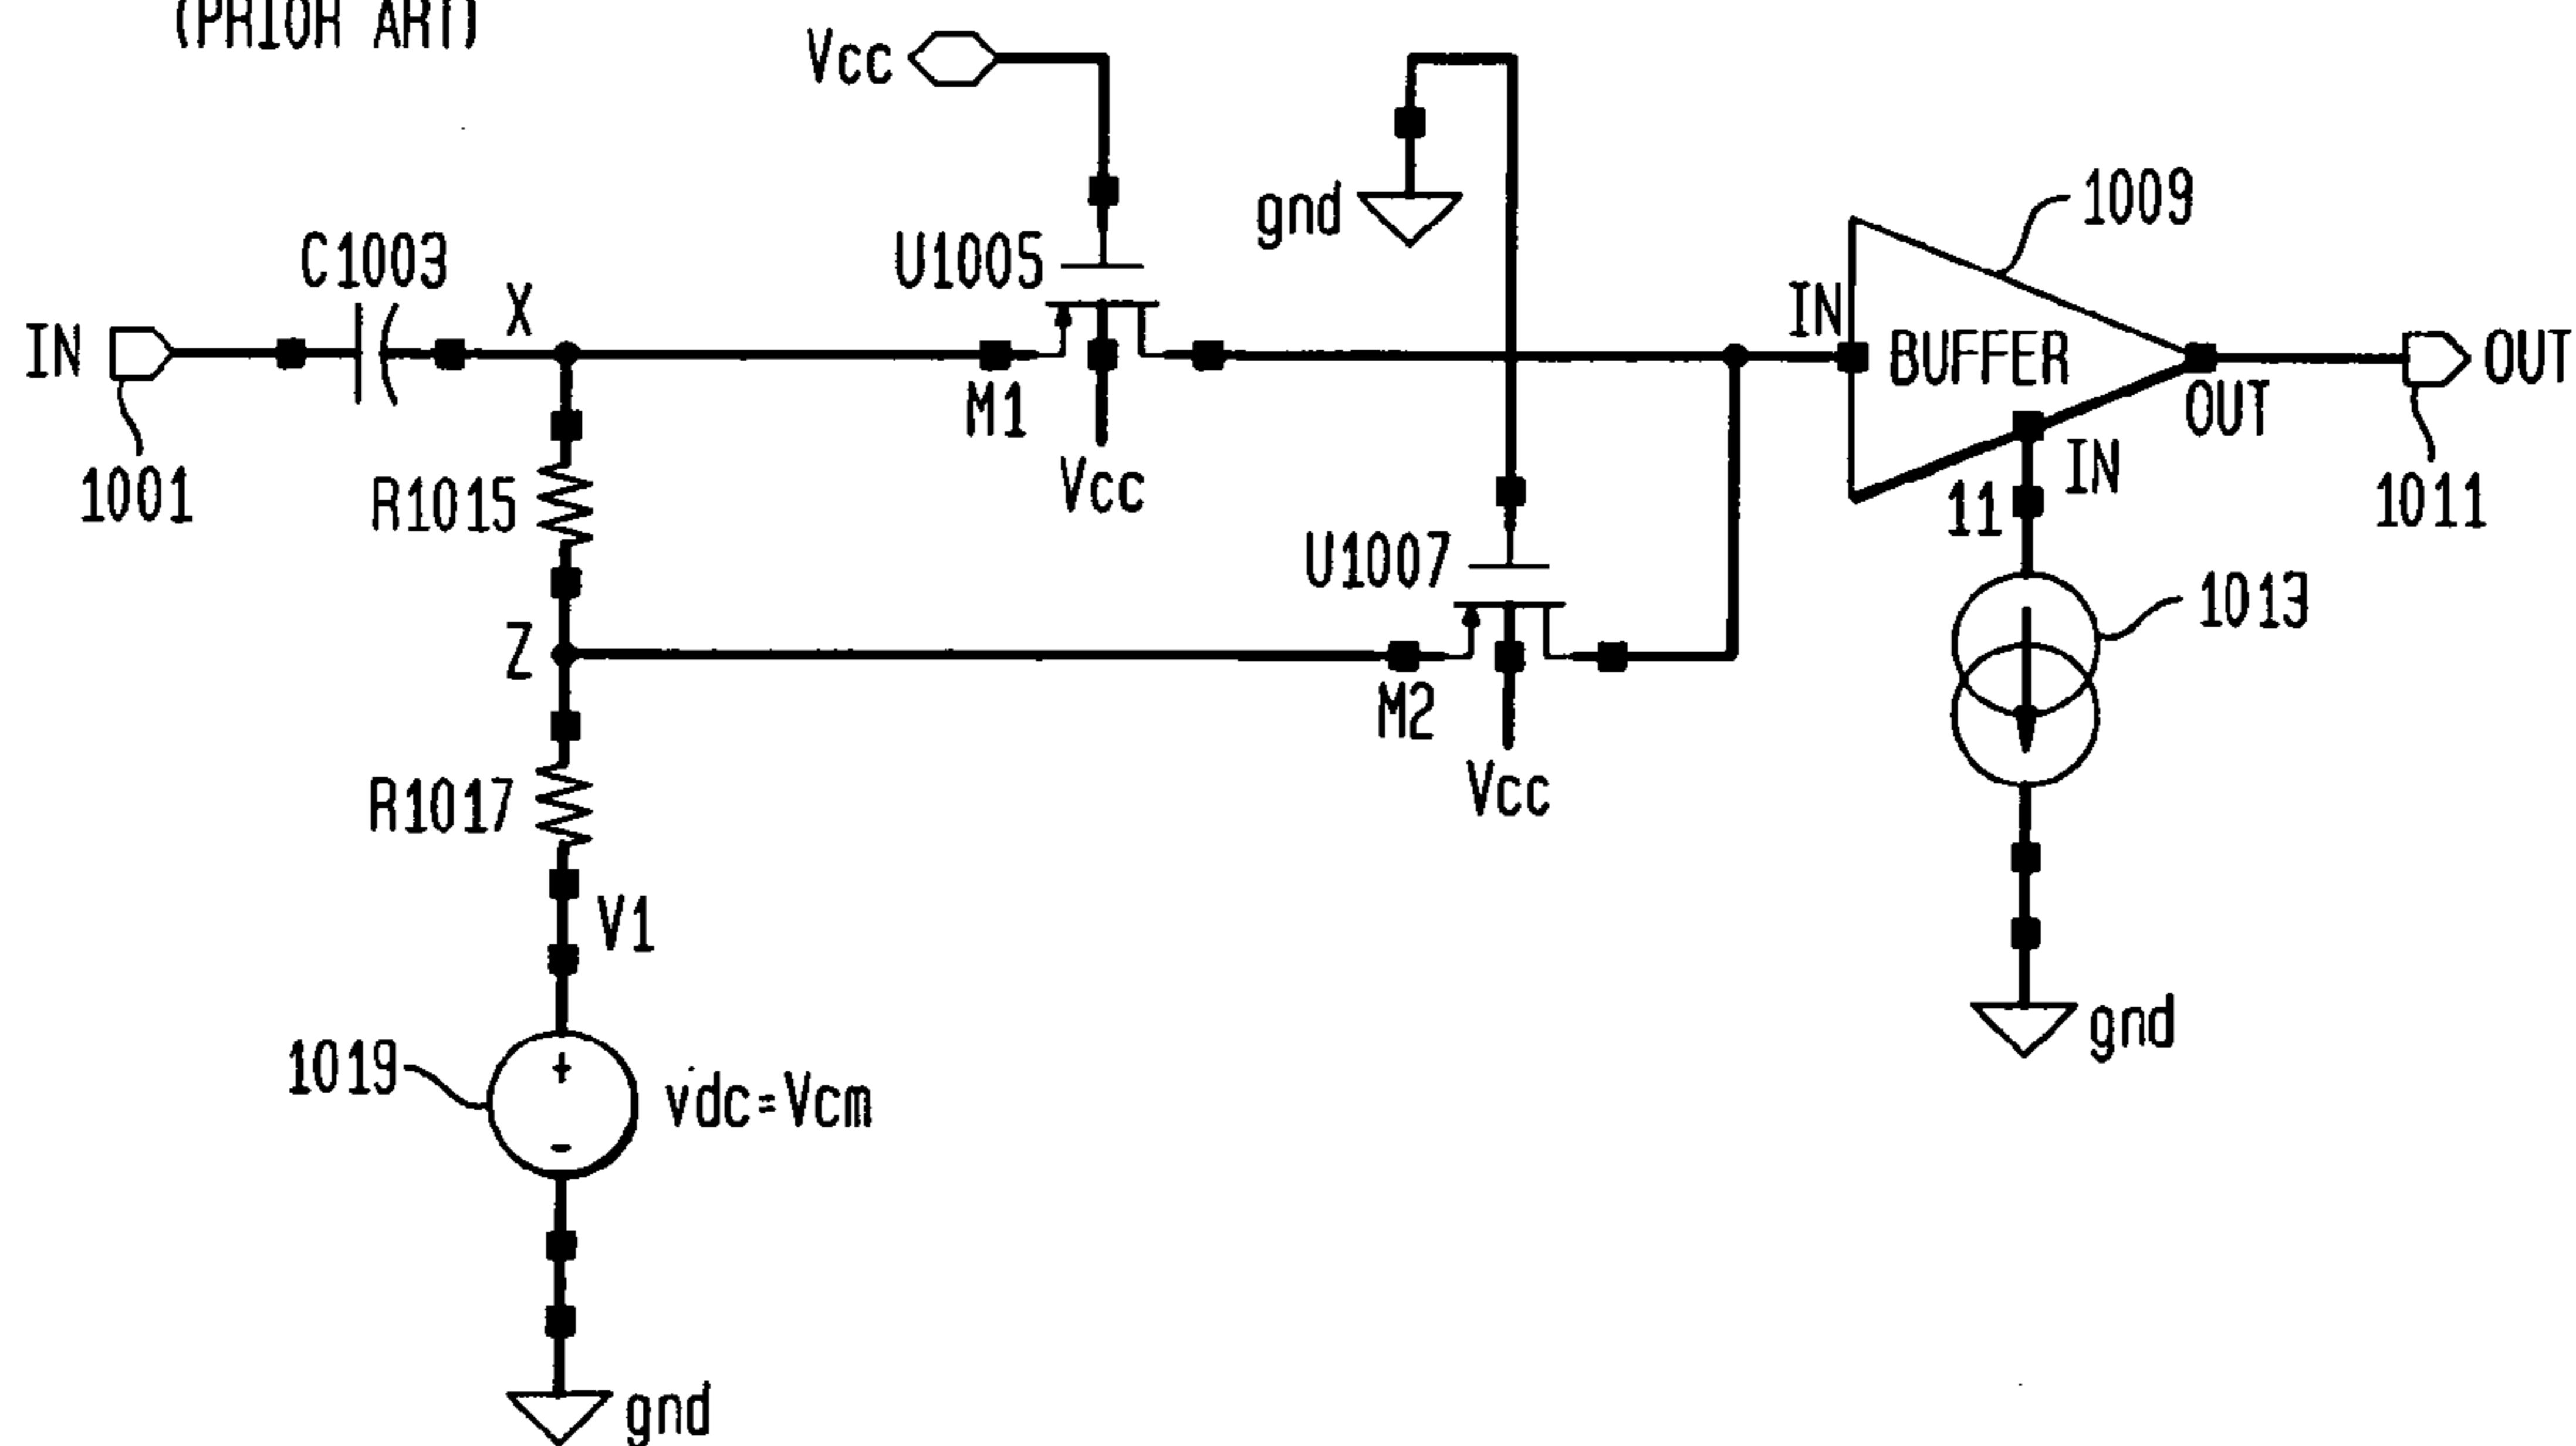 (PRIOR ART)
Vcc
gnd
1009
C1003
U1005
X
IN
IN
BUFFER
OUT
OUT
M1
IN
1001
R1015
Vcc
11
1011
U1007
1013
Z
M2
R1017
Vcc
V1
1019
+
-
vdc=Vcm
gnd
gnd